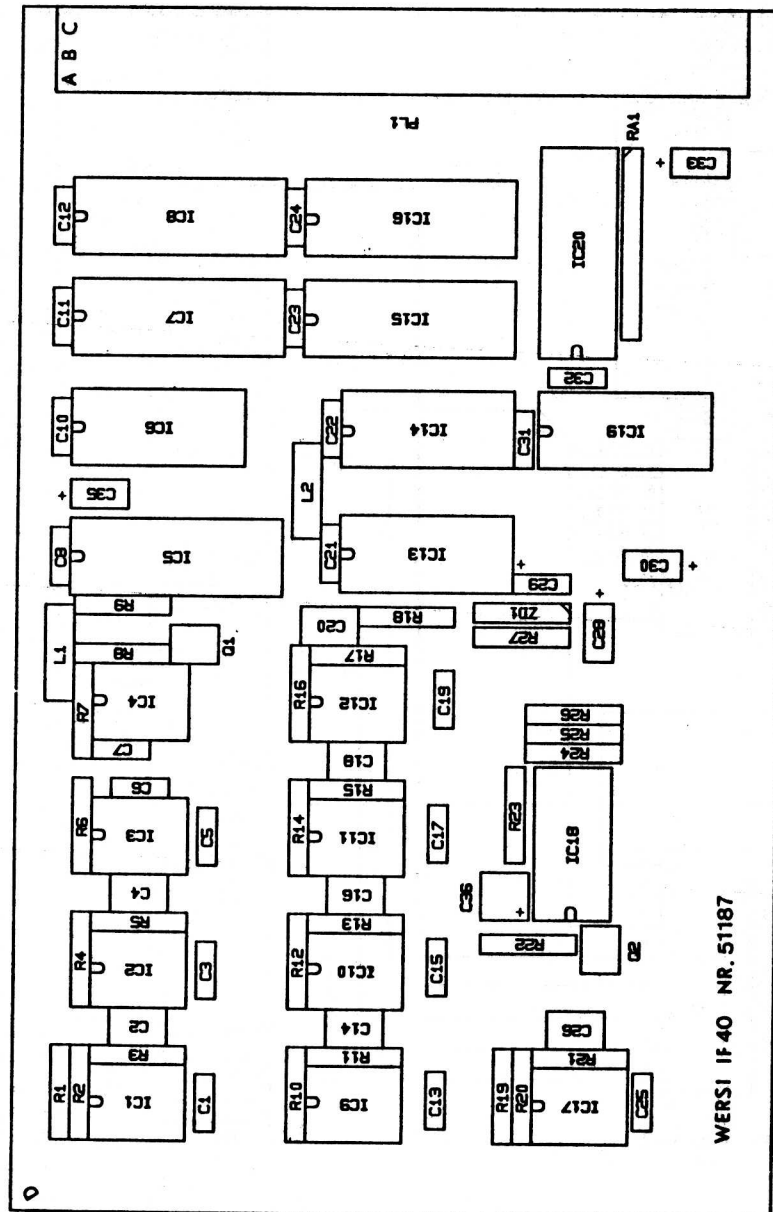 A B C
PL1
RA1
C33
+
C12
IC8
C24
IC16
IC20
C11
IC7
C23
IC15
C32
C10
IC6
C22
IC14
C31
IC19
+
C35
L2
C8
IC5
C21
IC13
+
C29
C30
+
L1
R9
R8
Q1
C20
R18
ZD1
R27
+
C28
R7
IC4
C7
R16
R17
IC12
C19
R26
R25
R24
C18
R6
C6
IC3
C5
R14
R15
IC11
C17
R23
IC18
C4
C16
C36
+
R4
R5
IC2
C3
R12
R13
IC10
C15
R22
Q2
C2
C14
C26
R1
R2
R3
IC1
C1
R10
R11
IC9
C13
R19
R20
R21
IC17
C25
WERSI IF 40 NR. 51187